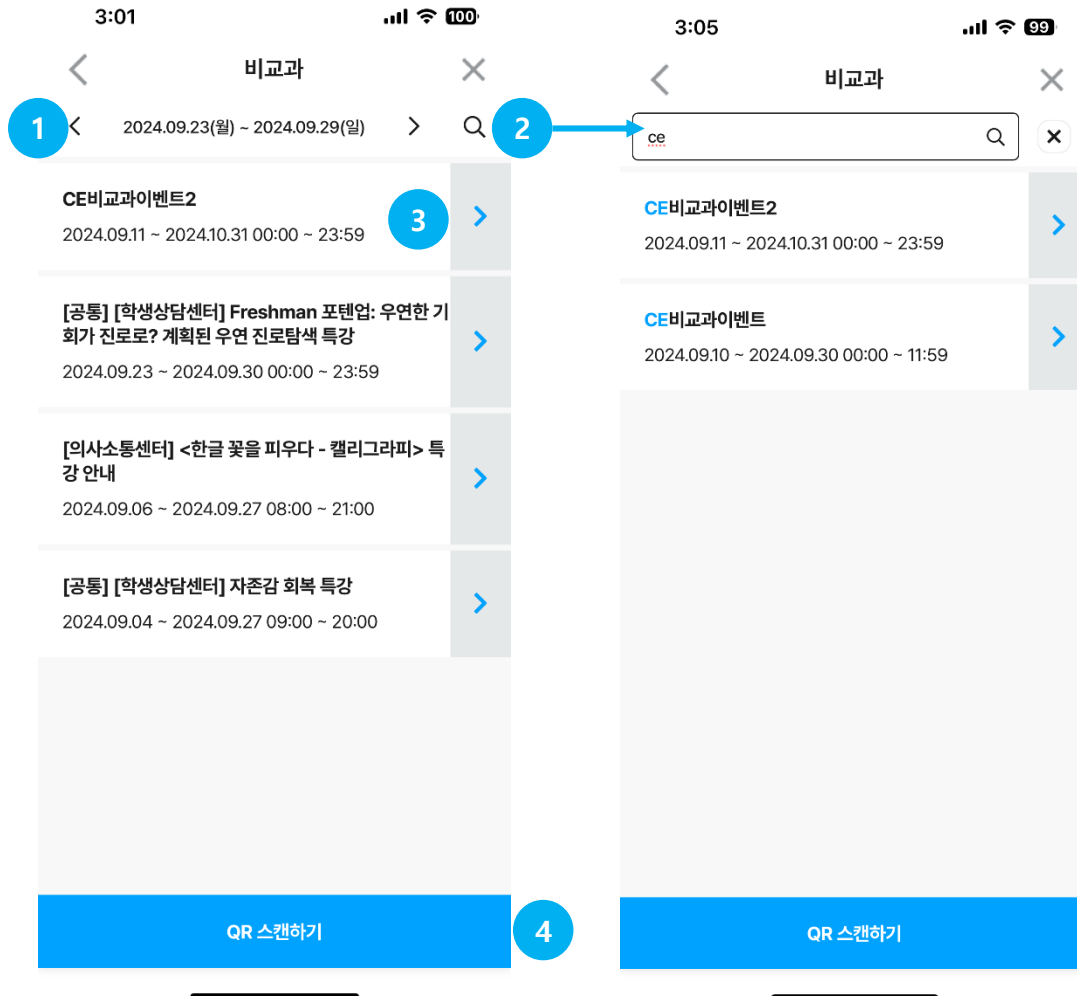 3:01
100
비교과
1
2024.09.23(월) ~ 2024.09.29(일)
2
CE비교과이벤트2
2024.09.11 ~ 2024.10.31 00:00 ~ 23:59
3
[공통] [학생상담센터] Freshman 포텐업: 우연한 기
회가 진로로? 계획된 우연 진로탐색 특강
2024.09.23 ~ 2024.09.30 00:00 ~ 23:59
[의사소통센터] <한글 꽃을 피우다 - 캘리그라피> 특
강 안내
2024.09.06 ~ 2024.09.27 08:00 ~ 21:00
[공통] [학생상담센터] 자존감 회복 특강
2024.09.04 ~ 2024.09.27 09:00 ~ 20:00
QR 스캔하기
4
3:05
99
비교과
ce
CE비교과이벤트2
2024.09.11 ~ 2024.10.31 00:00 ~ 23:59
CE비교과이벤트
2024.09.10 ~ 2024.09.30 00:00 ~ 11:59
QR 스캔하기